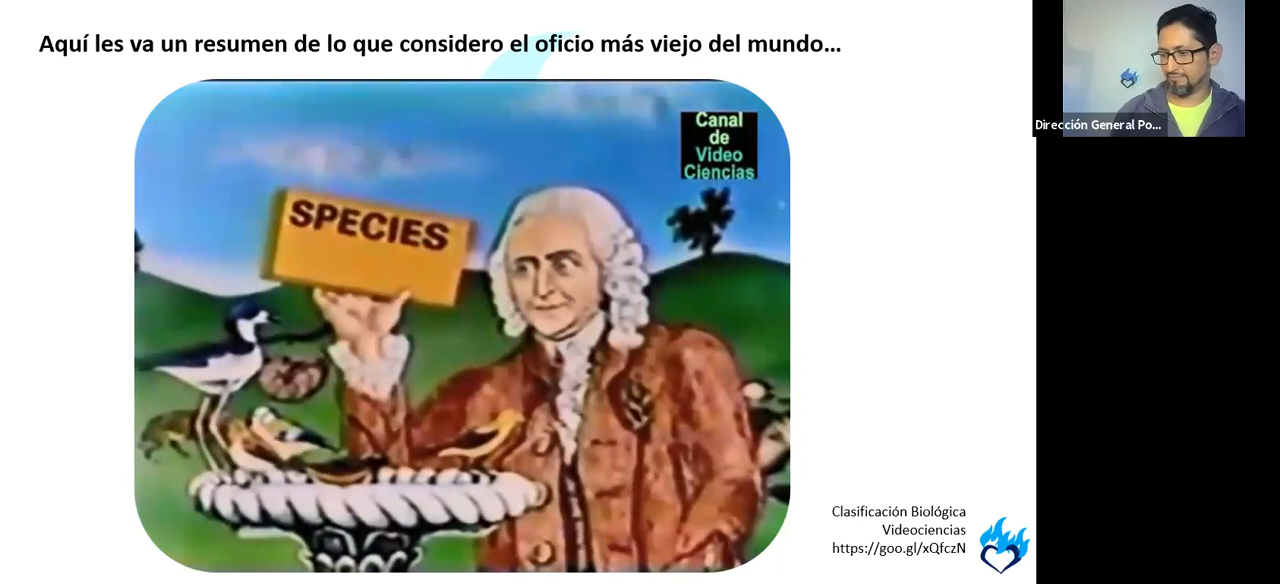 Aquí les va un resumen de lo que considero el oficio más viejo del mundo...
Canal
de
Video
Ciencias
SPECIES
Dirección General Po...
Clasificación Biológica
Videociencias
https://goo.gl/xQfczN